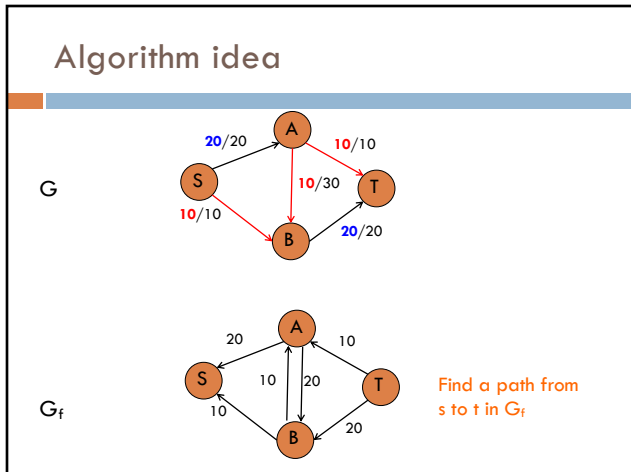 Algorithm idea
A
20/20
10/10
G
S
10/30
T
10/10
B
20/20
A
20
10
S
10
20
T
Find a path from
s to t in Gf
Gf
10
B
20